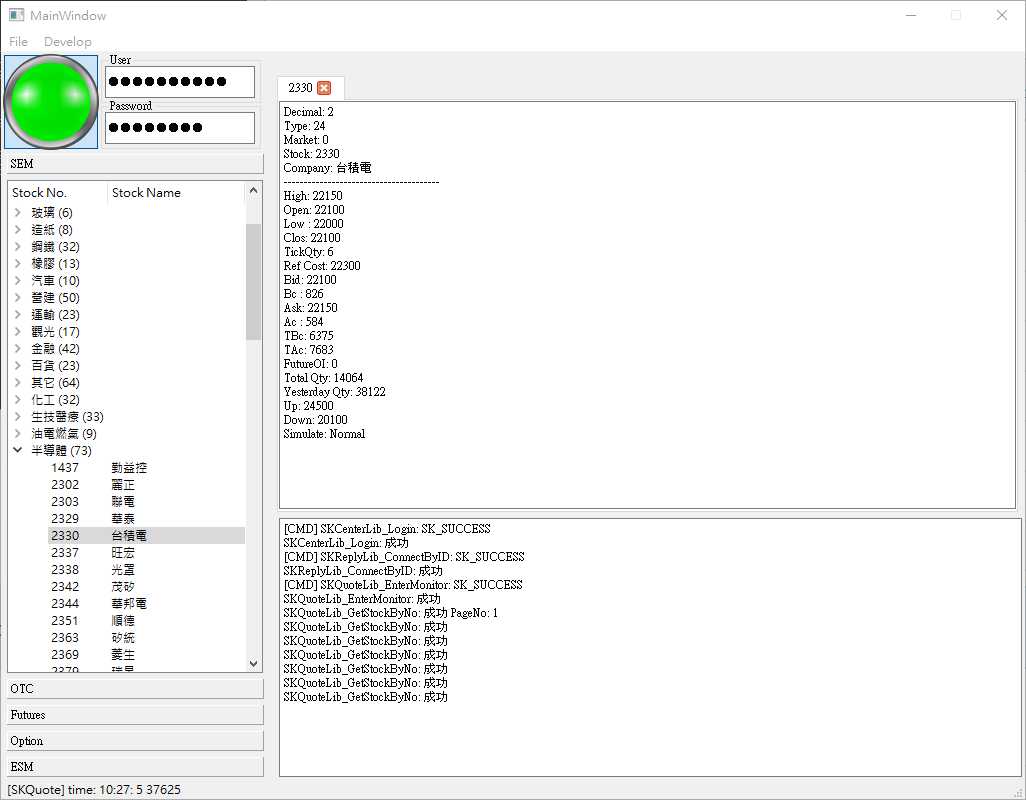 MainWindow
File Develop
User
Password
SEM
Stock No. Stock Name
玻璃 (6)
造紙 (8)
鋼鐵 (32)
橡膠 (13)
汽車 (10)
營建 (50)
運輸 (23)
觀光 (17)
金融 (42)
百貨 (23)
其它 (64)
化工 (32)
生技醫療 (33)
油電燃氣 (9)
半導體 (73)
1437 勤益控
2302 麗正
2303 聯電
2329 華泰
2330 台積電
2337 旺宏
2338 光罩
2342 茂矽
2344 華邦電
2351 順德
2363 矽統
2369 菱生
2379 瑞昱
OTC
Futures
Option
ESM
2330
Decimal: 2
Type: 24
Market: 0
Stock: 2330
Company: 台積電
---------------------------------------
High: 22150
Open: 22100
Low : 22000
Clos: 22100
TickQty: 6
Ref Cost: 22300
Bid: 22100
Bc : 826
Ask: 22150
Ac : 584
TBc: 6375
TAc: 7683
FutureOI: 0
Total Qty: 14064
Yesterday Qty: 38122
Up: 24500
Down: 20100
Simulate: Normal
[CMD] SKCenterLib_Login: SK_SUCCESS
SKCenterLib_Login: 成功
[CMD] SKReplyLib_ConnectByID: SK_SUCCESS
SKReplyLib_ConnectByID: 成功
[CMD] SKQuoteLib_EnterMonitor: SK_SUCCESS
SKQuoteLib_EnterMonitor: 成功
SKQuoteLib_GetStockByNo: 成功 PageNo: 1
SKQuoteLib_GetStockByNo: 成功
SKQuoteLib_GetStockByNo: 成功
SKQuoteLib_GetStockByNo: 成功
SKQuoteLib_GetStockByNo: 成功
SKQuoteLib_GetStockByNo: 成功
SKQuoteLib_GetStockByNo: 成功
[SKQuote] time: 10:27: 5 37625